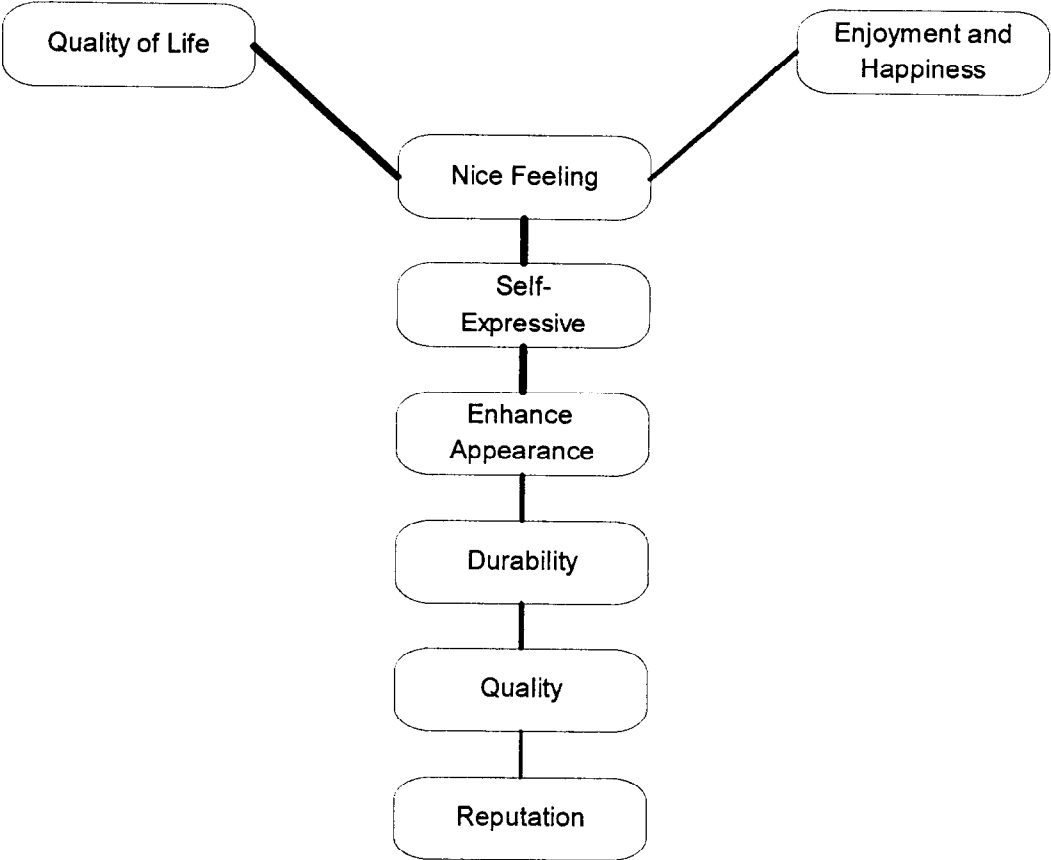 Quality of Life
Enjoyment and
Happiness
Nice Feeling
Self-
Expressive
Enhance
Appearance
Durability
Quality
Reputation